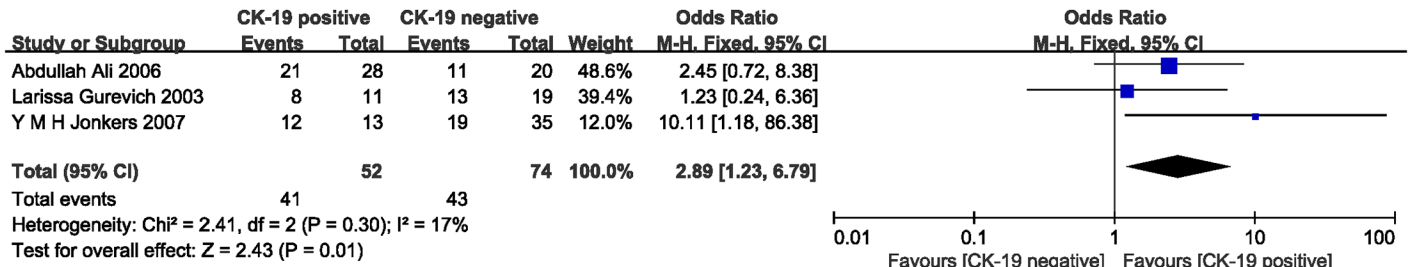 CK-19 positive CK-19 negative Odds Ratio Odds Ratio
Study or Subgroup Events Total Events Total Weight M-H. Fixed. 95% CI M-H. Fixed. 95% CI
Abdullah Ali 2006 21 28 11 20 48.6% 2.45 [0.72, 8.38]
Larissa Gurevich 2003 8 11 13 19 39.4% 1.23 [0.24, 6.36]
Y M H Jonkers 2007 12 13 19 35 12.0% 10.11 [1.18, 86.38]
Total (95% CI) 52 74 100.0% 2.89 [1.23, 6.79]
Total events 41 43
Heterogeneity: Chi² = 2.41, df = 2 (P = 0.30); I² = 17%
Test for overall effect: Z = 2.43 (P = 0.01)
0.01 0.1 1 10 100
Favours [CK-19 negative] Favours [CK-19 positive]